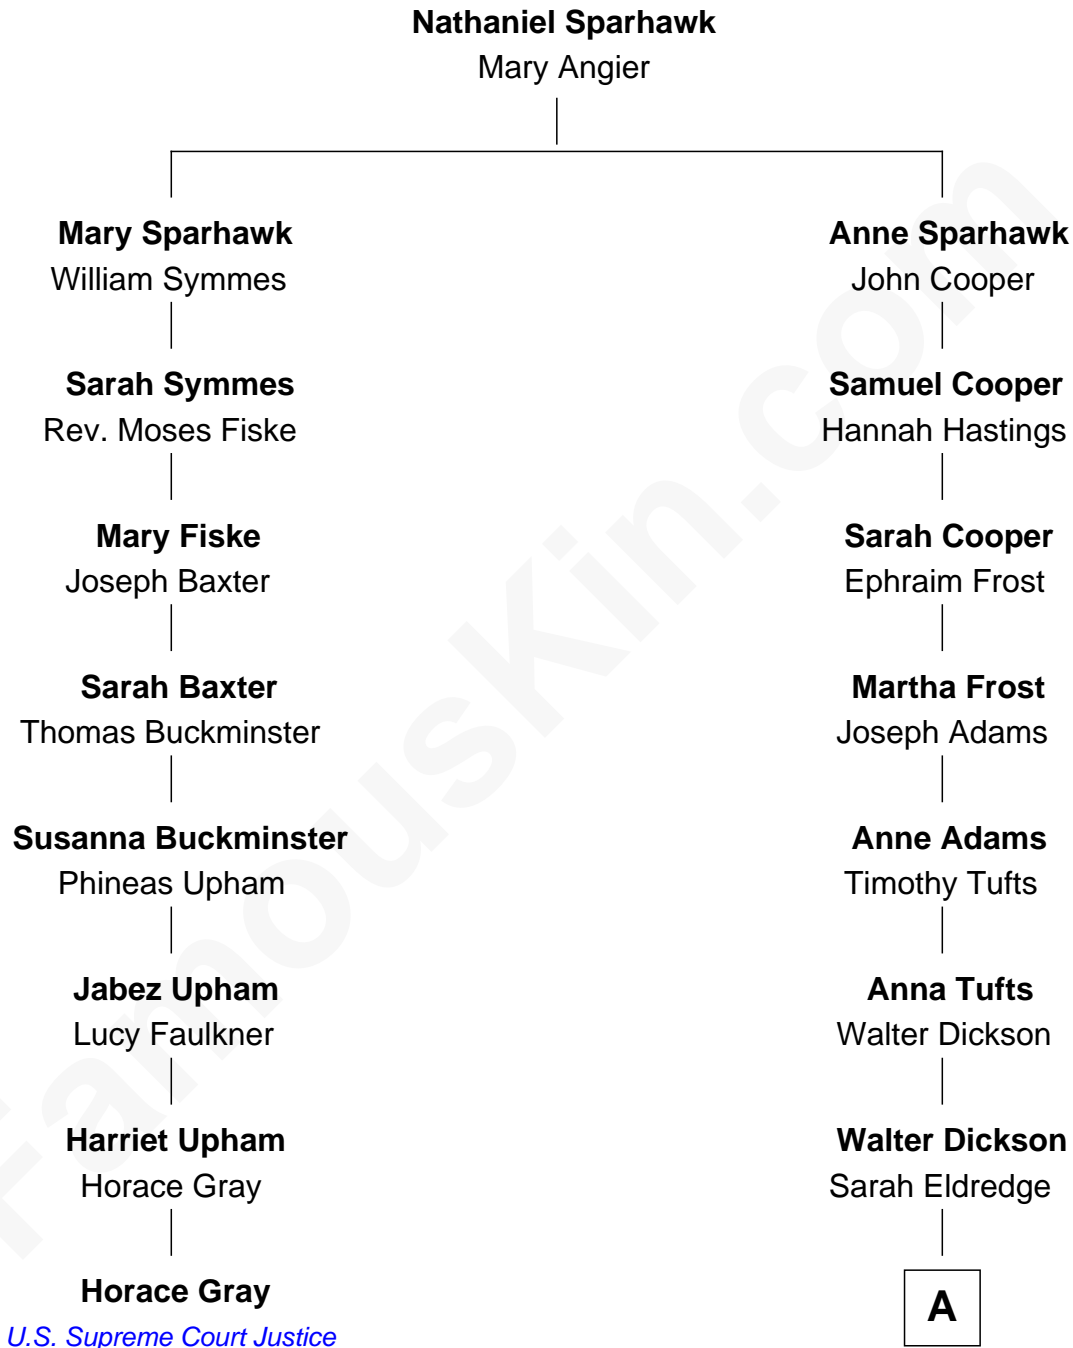 Nathaniel Sparhawk
Mary Angier
Mary Sparhawk
William Symmes
Anne Sparhawk
John Cooper
Sarah Symmes
Rev. Moses Fiske
Samuel Cooper
Hannah Hastings
Mary Fiske
Joseph Baxter
Sarah Cooper
Ephraim Frost
Sarah Baxter
Thomas Buckminster
Martha Frost
Joseph Adams
Susanna Buckminster
Phineas Upham
Anne Adams
Timothy Tufts
Jabez Upham
Lucy Faulkner
Anna Tufts
Walter Dickson
Harriet Upham
Horace Gray
Walter Dickson
Sarah Eldredge
Horace Gray
U.S. Supreme Court Justice
A
FamousKin.com